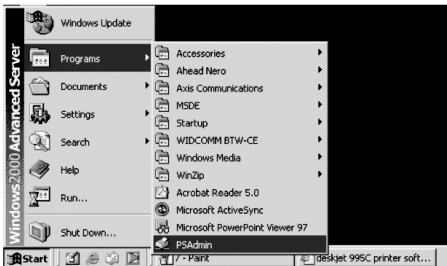 Windows 2000 Advanced Server
Windows Update
Programs
Documents
Settings
Search
Help
Run...
Shut Down...
Accessories
Ahead Nero
Axis Communications
MSDE
Startup
WIDCOMM BTW-CE
Windows Media
WinZip
Acrobat Reader 5.0
Microsoft ActiveSync
Microsoft PowerPoint Viewer 97
PSAdmin
Start
7 - Paint
deskjet 995C printer soft...